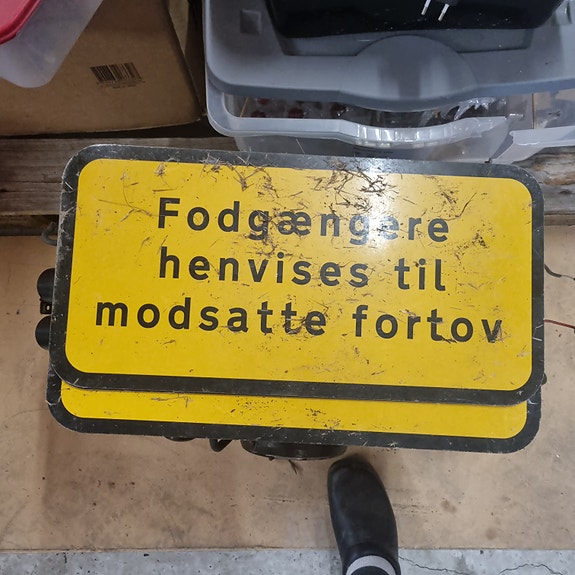 Fodgængere
henvises til
modsatte fortov